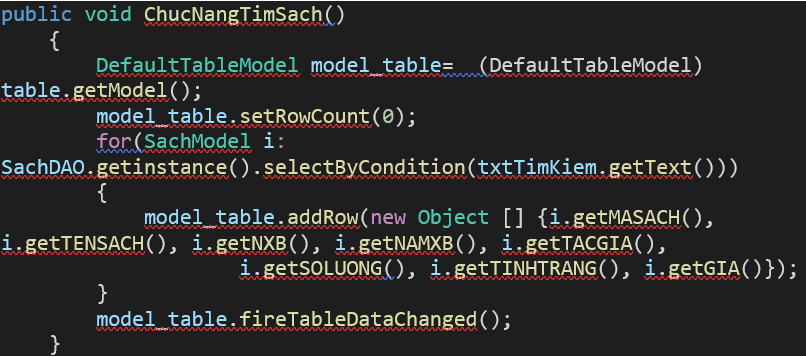 public void ChucNangTimSach()
    {
        DefaultTableModel model_table=  (DefaultTableModel)
table.getModel();
        model_table.setRowCount(0);
        for(SachModel i:
SachDAO.getinstance().selectByCondition(txtTimKiem.getText()))
        {
            model_table.addRow(new Object [] {i.getMASACH(),
i.getTENSACH(), i.getNXB(), i.getNAMXB(), i.getTACGIA(),
                    i.getSOLUONG(), i.getTINHTRANG(), i.getGIA()});
        }
        model_table.fireTableDataChanged();
    }